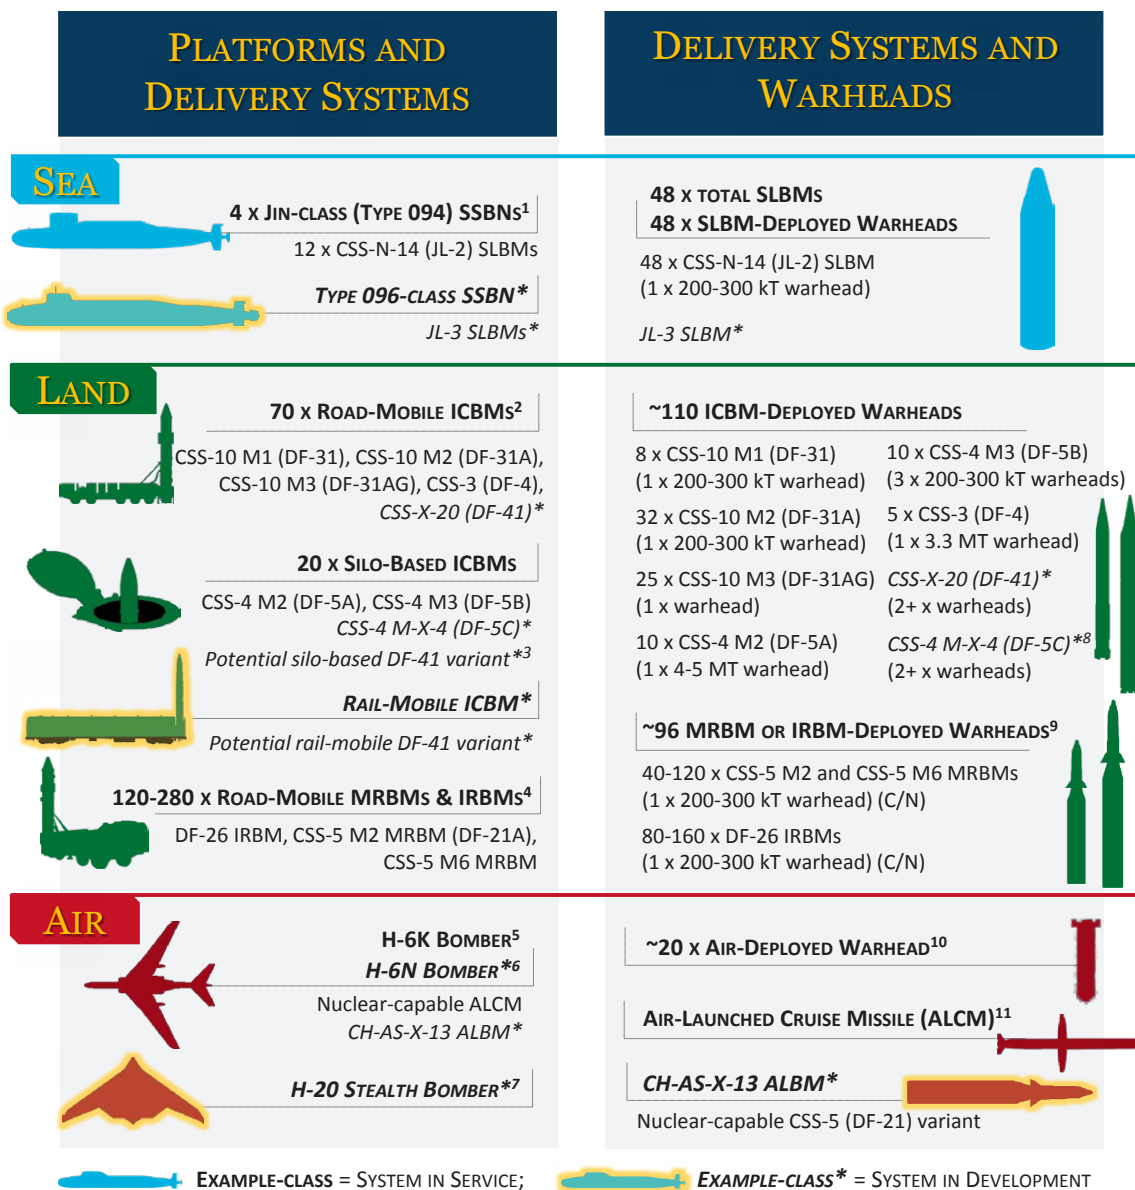 PLATFORMS AND
DELIVERY SYSTEMS
DELIVERY SYSTEMS AND
WARHEADS
SEA
4 X JIN-CLASS (TYPE 094) SSBNS¹
12 x CSS-N-14 (JL-2) SLBMs
TYPE 096-CLASS SSBN*
JL-3 SLBMs*
48 X TOTAL SLBMS
48 X SLBM-DEPLOYED WARHEADS
48 x CSS-N-14 (JL-2) SLBM
(1 x 200-300 kT warhead)
JL-3 SLBM*
LAND
70 X ROAD-MOBILE ICBMS²
CSS-10 M1 (DF-31), CSS-10 M2 (DF-31A),
CSS-10 M3 (DF-31AG), CSS-3 (DF-4),
CSS-X-20 (DF-41)*
20 X SILO-BASED ICBMS
CSS-4 M2 (DF-5A), CSS-4 M3 (DF-5B)
CSS-4 M-X-4 (DF-5C)*
Potential silo-based DF-41 variant*³
RAIL-MOBILE ICBM*
Potential rail-mobile DF-41 variant*
120-280 X ROAD-MOBILE MRBMS & IRBMS⁴
DF-26 IRBM, CSS-5 M2 MRBM (DF-21A),
CSS-5 M6 MRBM
~110 ICBM-DEPLOYED WARHEADS
8 x CSS-10 M1 (DF-31)
(1 x 200-300 kT warhead)
32 x CSS-10 M2 (DF-31A)
(1 x 200-300 kT warhead)
25 x CSS-10 M3 (DF-31AG)
(1 x warhead)
10 x CSS-4 M2 (DF-5A)
(1 x 4-5 MT warhead)
10 x CSS-4 M3 (DF-5B)
(3 x 200-300 kT warheads)
5 x CSS-3 (DF-4)
(1 x 3.3 MT warhead)
CSS-X-20 (DF-41)*
(2+ x warheads)
CSS-4 M-X-4 (DF-5C)*⁸
(2+ x warheads)
~96 MRBM OR IRBM-DEPLOYED WARHEADS⁹
40-120 x CSS-5 M2 and CSS-5 M6 MRBMs
(1 x 200-300 kT warhead) (C/N)
80-160 x DF-26 IRBMs
(1 x 200-300 kT warhead) (C/N)
AIR
H-6K BOMBER⁵
H-6N BOMBER*⁶
Nuclear-capable ALCM
CH-AS-X-13 ALBM*
H-20 STEALTH BOMBER*⁷
~20 X AIR-DEPLOYED WARHEAD¹⁰
AIR-LAUNCHED CRUISE MISSILE (ALCM)¹¹
CH-AS-X-13 ALBM*
Nuclear-capable CSS-5 (DF-21) variant
EXAMPLE-CLASS = SYSTEM IN SERVICE;
EXAMPLE-CLASS* = SYSTEM IN DEVELOPMENT